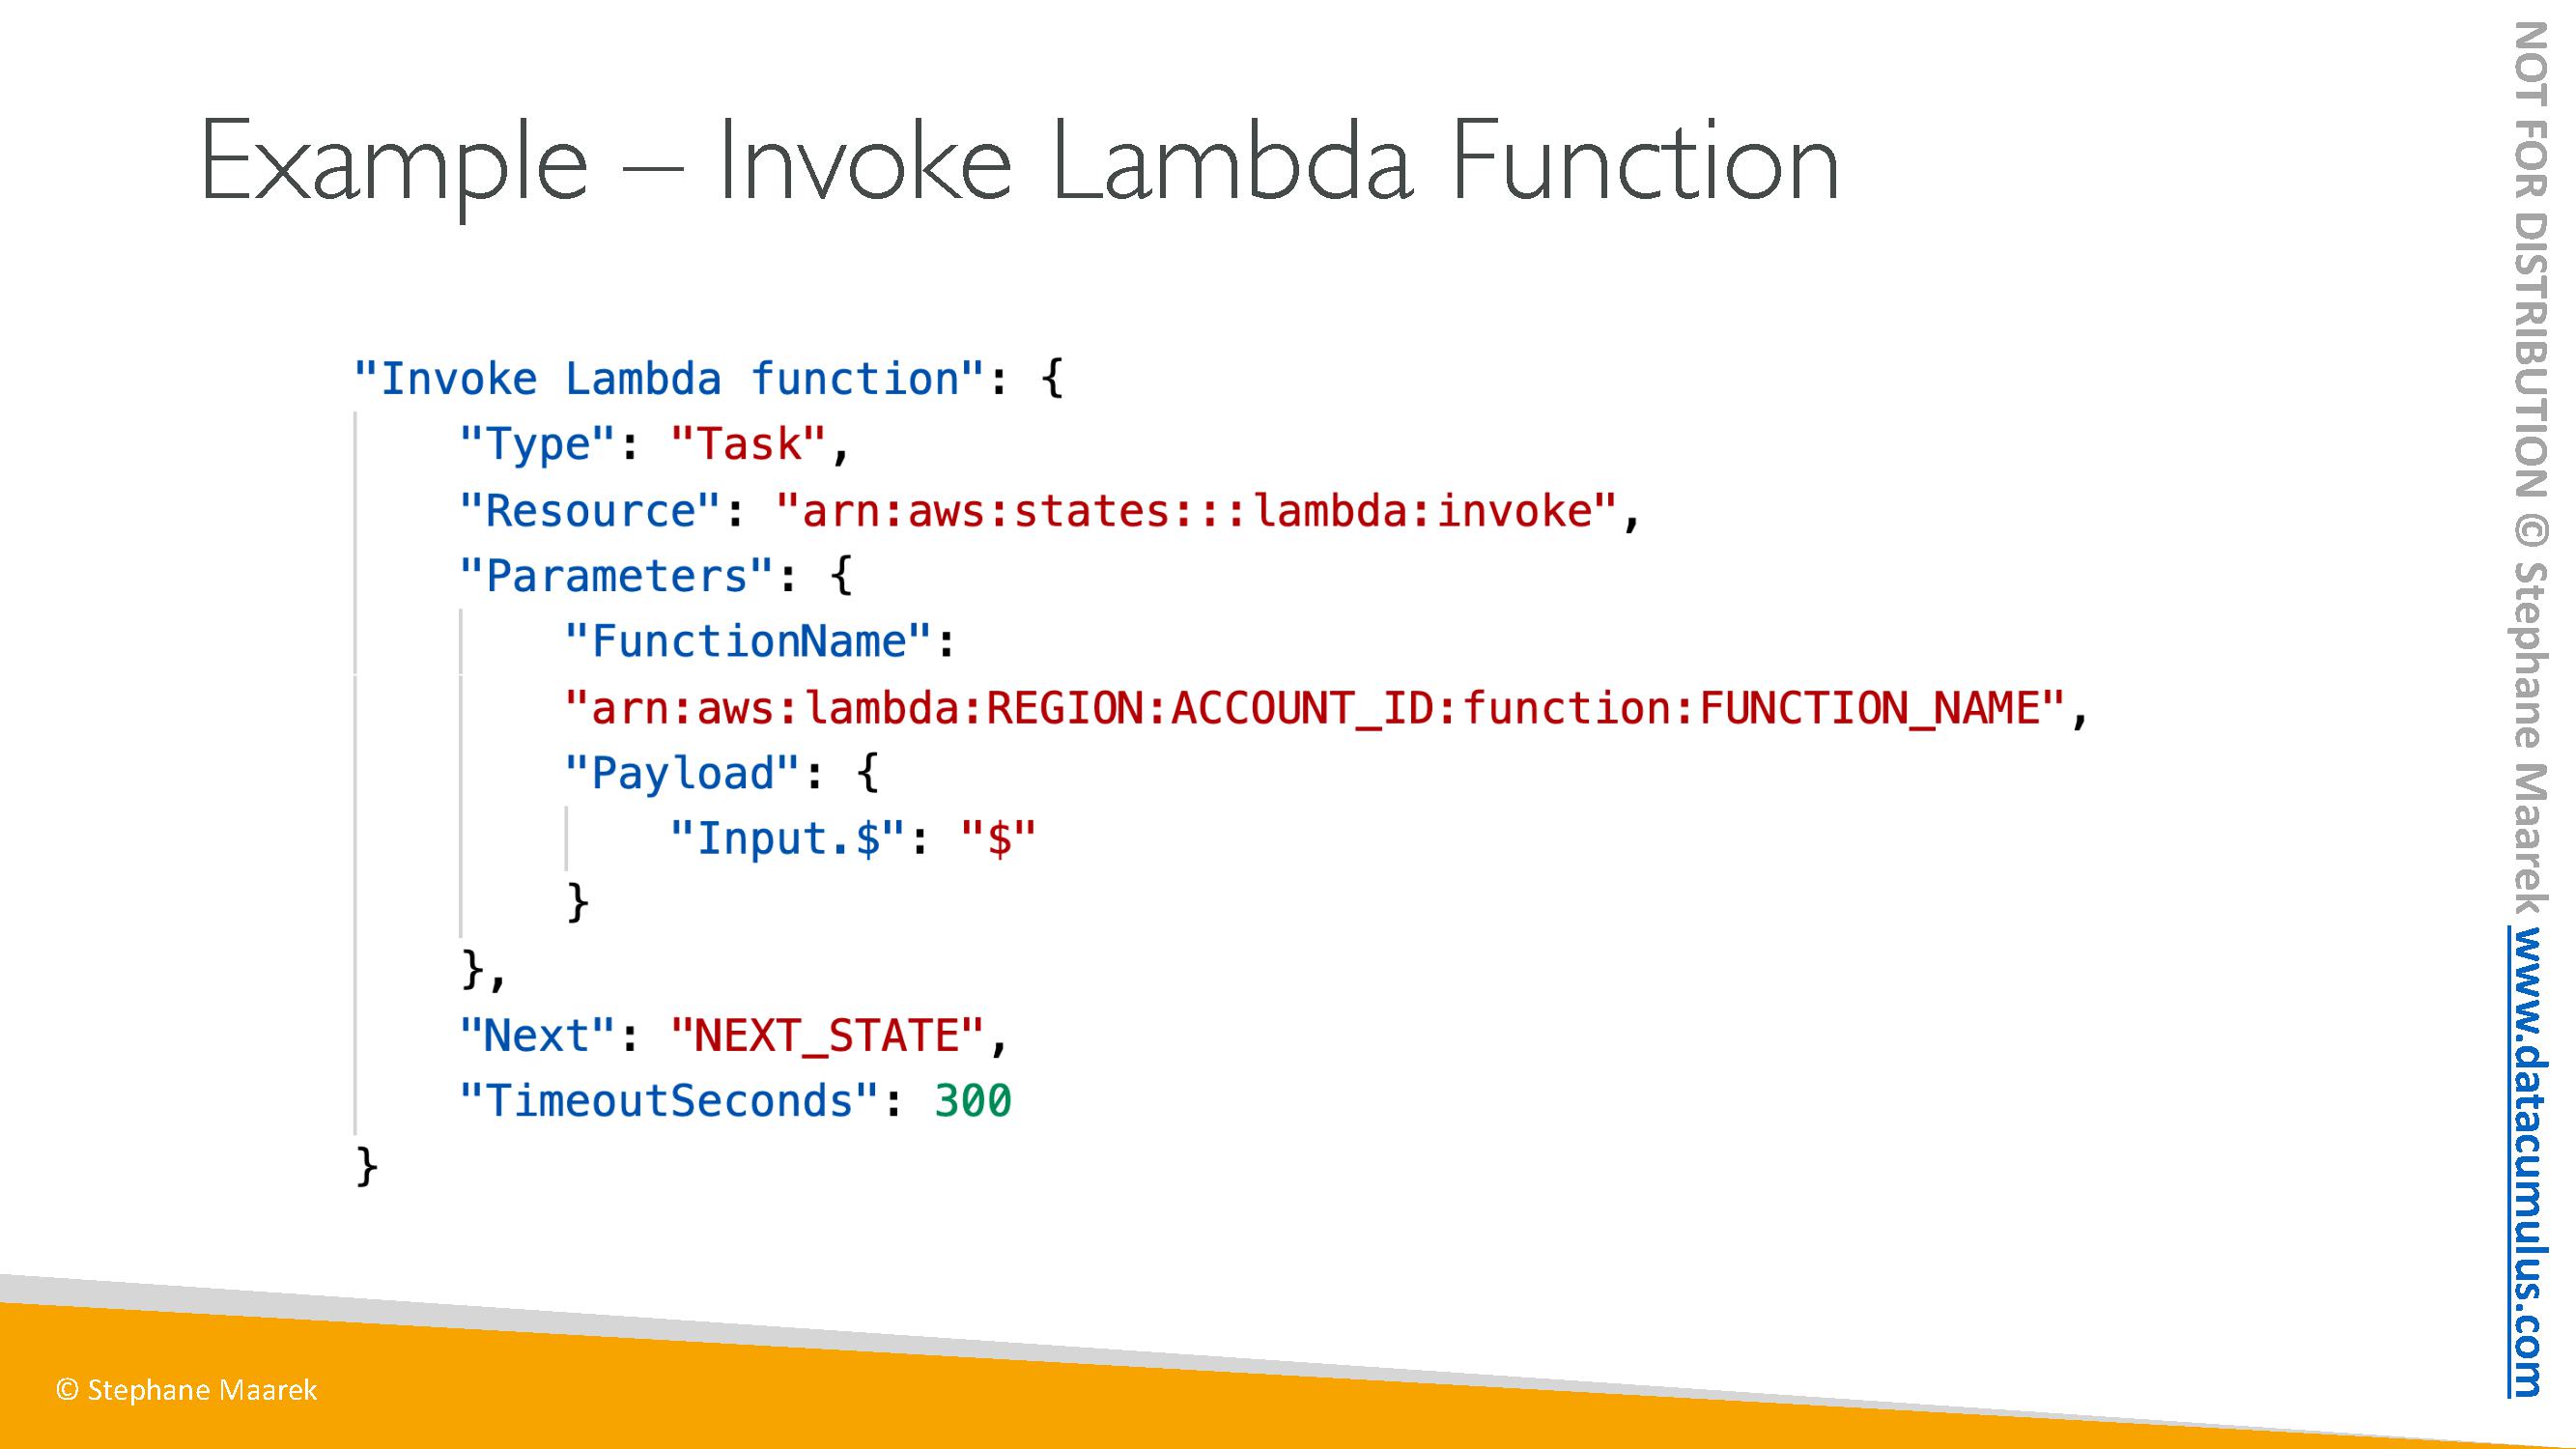 Example – Invoke Lambda Function
"Invoke Lambda function": {
"Type": "Task",
"Resource": "arn:aws:states:::lambda:invoke",
"Parameters": {
"FunctionName":
"arn:aws:lambda:REGION:ACCOUNT_ID:function:FUNCTION_NAME",
"Payload": {
"Input.$": "$"
}
},
"Next": "NEXT_STATE",
"TimeoutSeconds": 300
}
© Stephane Maarek
NOT FOR DISTRIBUTION © Stephane Maarek www.datacumulus.com